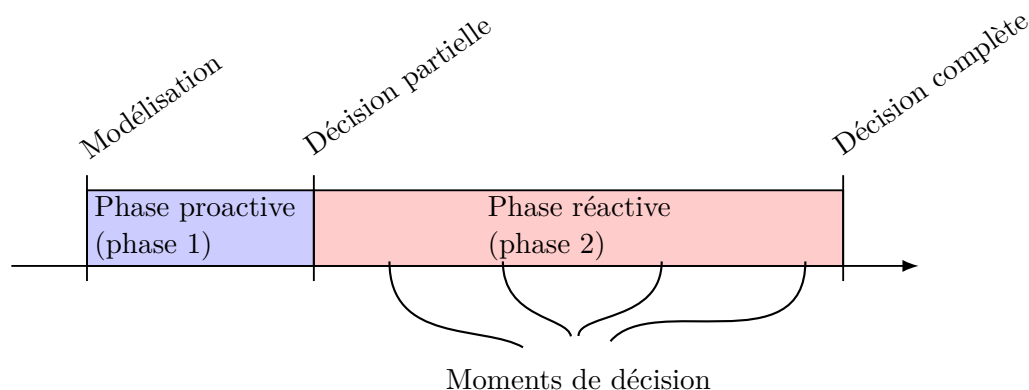 Modélisation
Décision partielle
Décision complète
Phase proactive
(phase 1)
Phase réactive
(phase 2)
Moments de décision